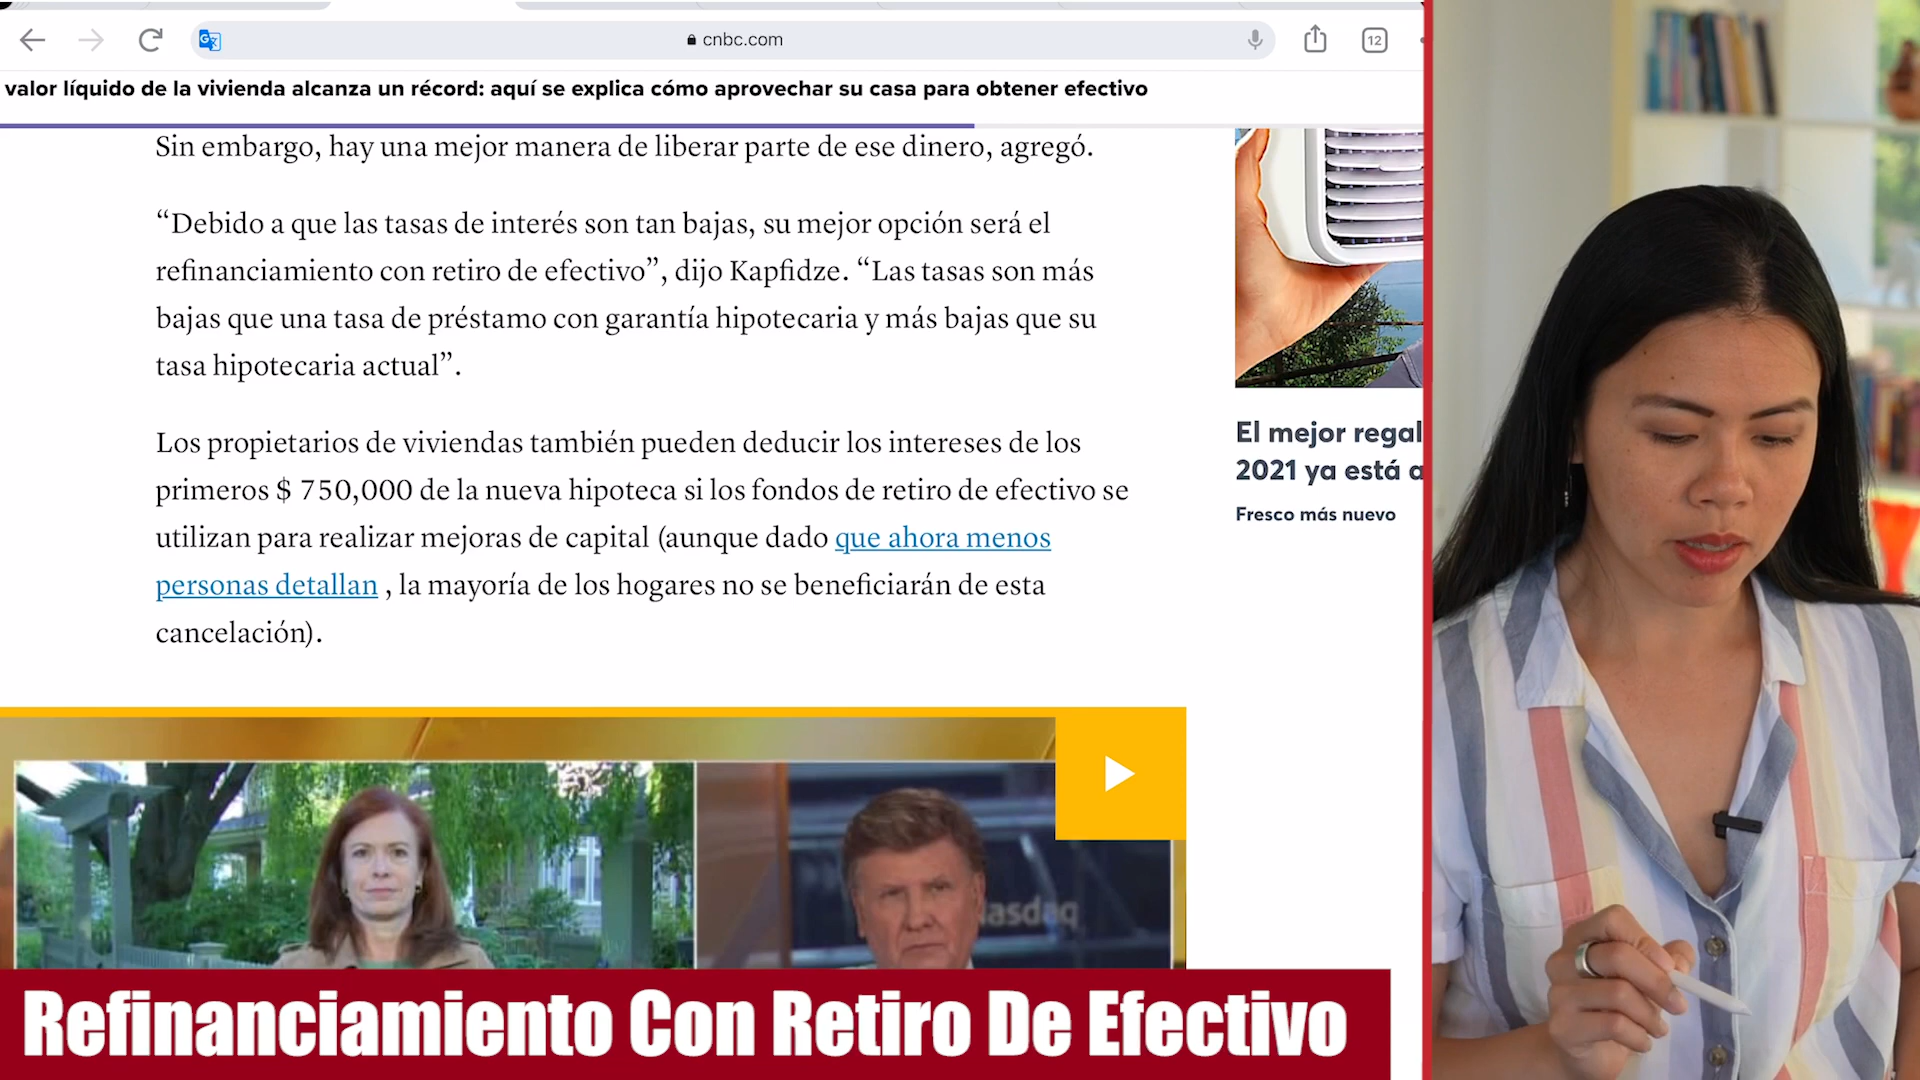 cnbc.com
12
valor líquido de la vivienda alcanza un récord: aquí se explica cómo aprovechar su casa para obtener efectivo
Sin embargo, hay una mejor manera de liberar parte de ese dinero, agregó.
“Debido a que las tasas de interés son tan bajas, su mejor opción será el
refinanciamiento con retiro de efectivo”, dijo Kapfidze. “Las tasas son más
bajas que una tasa de préstamo con garantía hipotecaria y más bajas que su
tasa hipotecaria actual”.
Los propietarios de viviendas también pueden deducir los intereses de los
primeros $ 750,000 de la nueva hipoteca si los fondos de retiro de efectivo se
utilizan para realizar mejoras de capital (aunque dado que ahora menos
personas detallan , la mayoría de los hogares no se beneficiarán de esta
cancelación).
El mejor regal
2021 ya está a
Fresco más nuevo
Nasdaq
Refinanciamiento Con Retiro De Efectivo